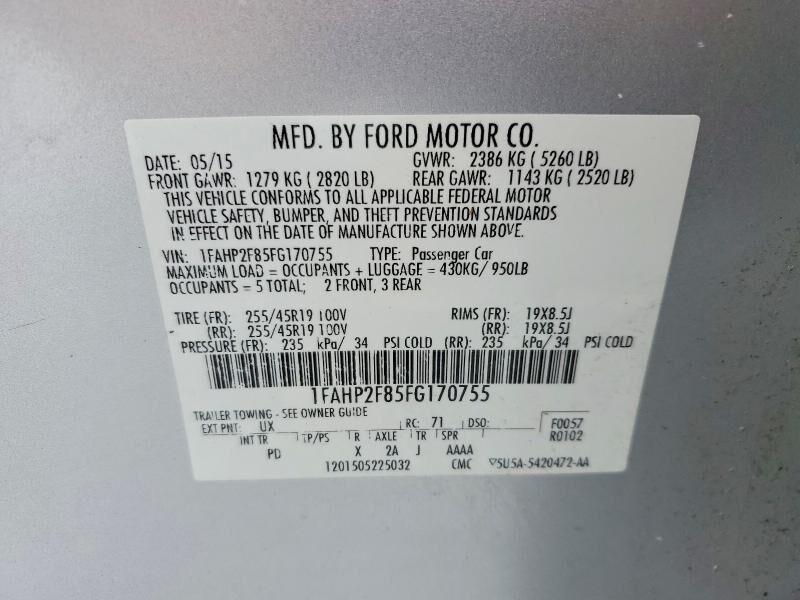 MFD. BY FORD MOTOR CO.
DATE: 05/15 GVWR: 2386 KG ( 5260 LB)
FRONT GAWR: 1279 KG ( 2820 LB) REAR GAWR: 1143 KG ( 2520 LB)
THIS VEHICLE CONFORMS TO ALL APPLICABLE FEDERAL MOTOR
VEHICLE SAFETY, BUMPER, AND THEFT PREVENTION STANDARDS
IN EFFECT ON THE DATE OF MANUFACTURE SHOWN ABOVE.
VIN: 1FAHP2F85FG170755 TYPE: Passenger Car
MAXIMUM LOAD = OCCUPANTS + LUGGAGE = 430KG/ 950LB
OCCUPANTS = 5 TOTAL; 2 FRONT, 3 REAR
TIRE (FR): 255/45R19 100V RIMS (FR): 19X8.5J
(RR): 255/45R19 100V (RR): 19X8.5J
PRESSURE (FR): 235 kPa/ 34 PSI COLD (RR): 235 kPa/ 34 PSI COLD
1FAHP2F85FG170755
TRAILER TOWING - SEE OWNER GUIDE
EXT PNT: UX RC: 71 DSO: F0057
INT TR TP/PS R AXLE TR SPR R0102
PD X 2A J AAAA
1201505225032 CMC ▽5U5A-5420472-AA